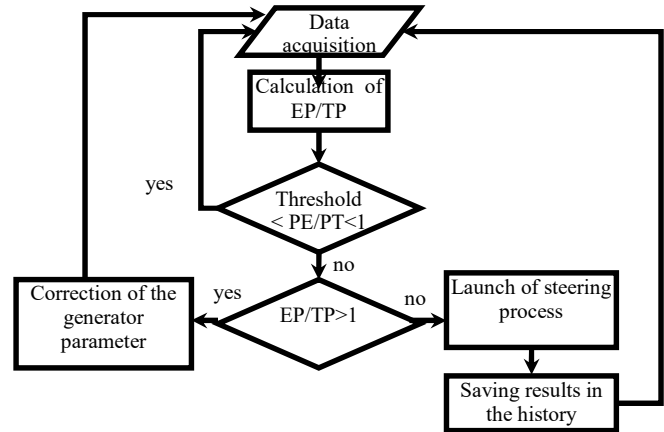 Data
acquisition
Calculation of
EP/TP
yes
Threshold
< PE/PT<1
no
Correction of the
generator
parameter
yes
EP/TP>1
no
Launch of steering
process
Saving results in
the history